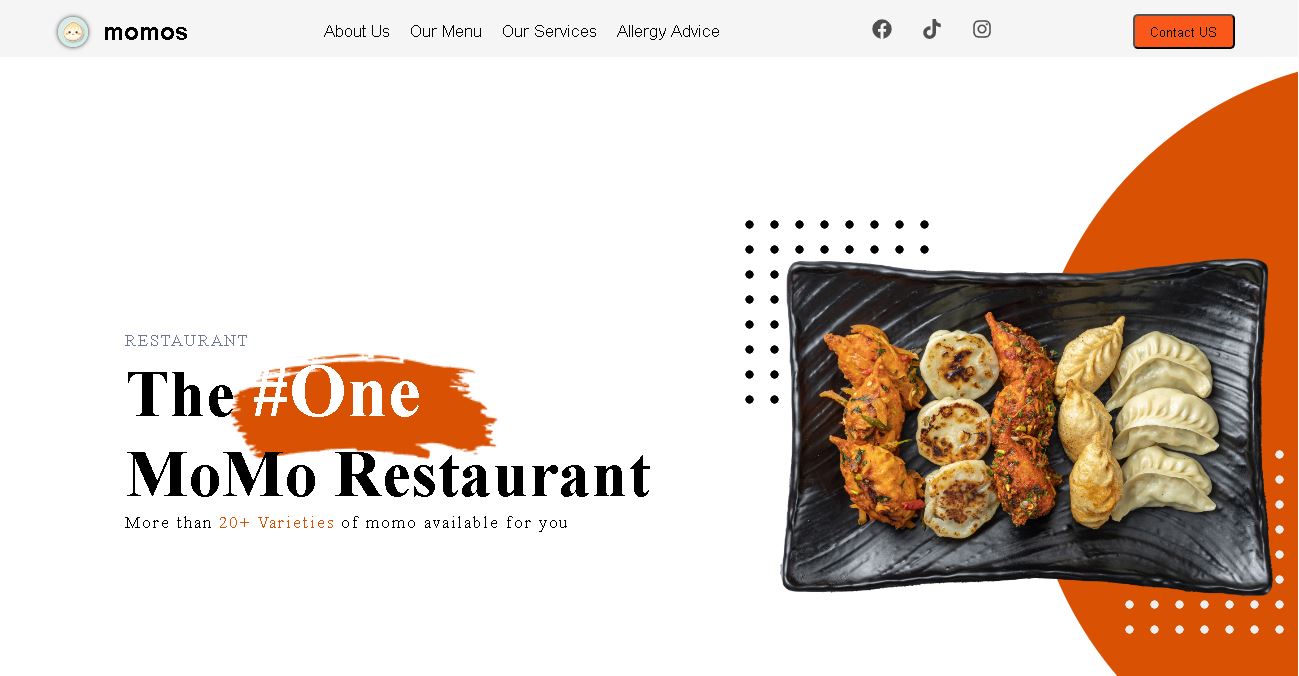 momos
About Us Our Menu Our Services Allergy Advice
Contact US
RESTAURANT
The #One
MoMo Restaurant
More than 20+ Varieties of momo available for you